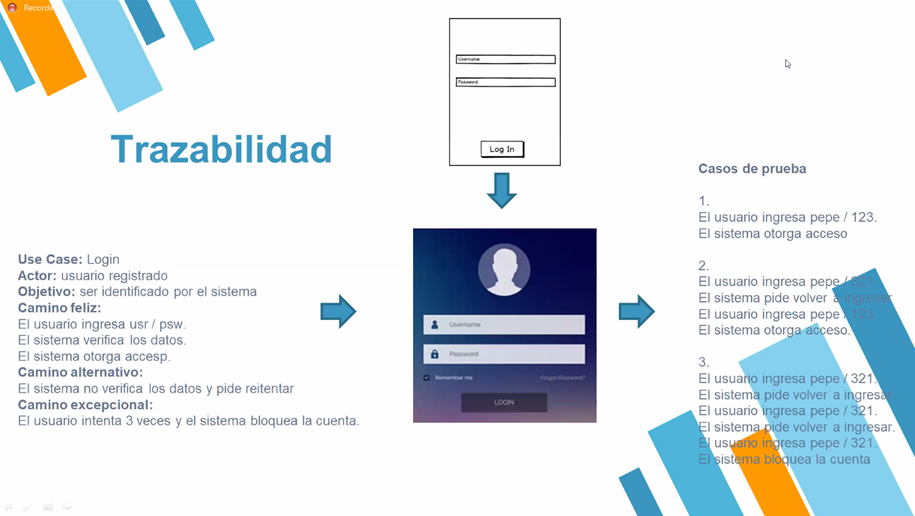 Username
Password
Log In
Trazabilidad
Use Case: Login
Actor: usuario registrado
Objetivo: ser identificado por el sistema
Camino feliz:
El usuario ingresa usr / psw.
El sistema verifica los datos.
El sistema otorga accesp.
Camino alternativo:
El sistema no verifica los datos y pide reitentar
Camino excepcional:
El usuario intenta 3 veces y el sistema bloquea la cuenta.
Username
Password
Remember me
Forgot Password?
LOGIN
Casos de prueba
1.
El usuario ingresa pepe / 123.
El sistema otorga acceso
2.
El usuario ingresa pepe / 321.
El sistema pide volver a ingresar.
El usuario ingresa pepe / 123.
El sistema otorga acceso.
3.
El usuario ingresa pepe / 321.
El sistema pide volver a ingresar.
El usuario ingresa pepe / 321.
El sistema pide volver a ingresar.
El usuario ingresa pepe / 321.
El sistema bloquea la cuenta